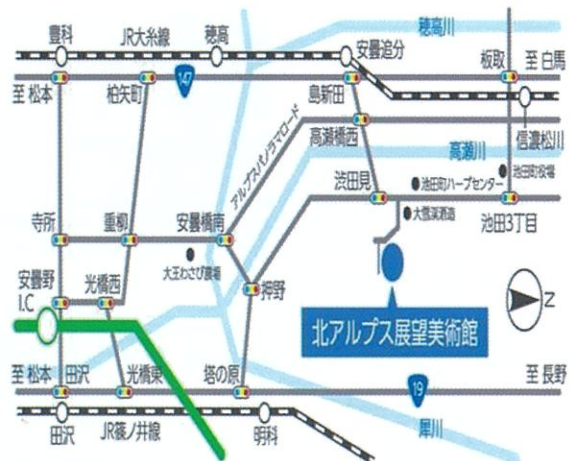 穂高川
豊科
JR大糸線
穂高
安曇追分
板取
至 白馬
147
至 松本
柏矢町
島新田
信濃松川
アルプスパノラマロード
高瀬橋西
高瀬川
池田町役場
渋田見
池田町ハーブセンター
大雪渓酒造
池田3丁目
寺所
重柳
安曇橋南
大王わさび農場
安曇野
I.C
光橋西
押野
N
北アルプス展望美術館
至 松本
田沢
光橋東
塔の原
19
至 長野
田沢
JR篠ノ井線
明科
犀川